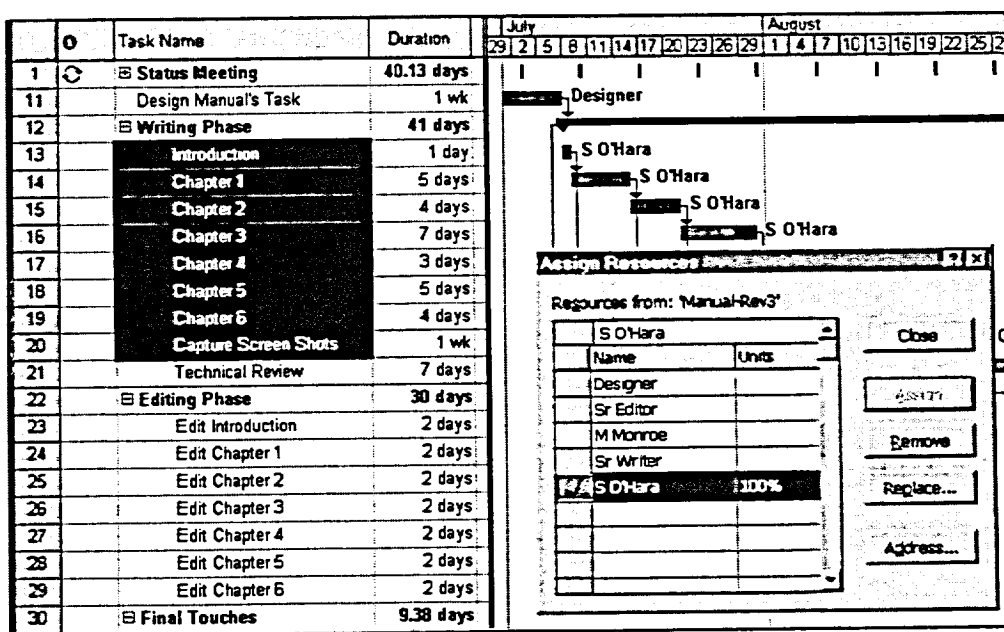 July August
Task Name Duration 29 2 5 8 11 14 17 20 23 26 29 1 4 7 10 13 16 19 22 25 2
1 Status Meeting 40.13 days
11 Design Manual's Task 1 wk Designer
12 Writing Phase 41 days
13 Introduction 1 day S O'Hara
14 Chapter 1 5 days S O'Hara
15 Chapter 2 4 days S O'Hara
16 Chapter 3 7 days S O'Hara
17 Chapter 4 3 days
18 Chapter 5 5 days
19 Chapter 6 4 days
20 Capture Screen Shots 1 wk
21 Technical Review 7 days
22 Editing Phase 30 days
23 Edit Introduction 2 days
24 Edit Chapter 1 2 days
25 Edit Chapter 2 2 days
26 Edit Chapter 3 2 days
27 Edit Chapter 4 2 days
28 Edit Chapter 5 2 days
29 Edit Chapter 6 2 days
30 Final Touches 9.38 days
Assign Resources
Resources from: 'Manual-Rev3'
S O'Hara
Name Units
Designer
Sr Editor
M Monroe
Sr Writer
S O'Hara 100%
Close
Assign
Remove
Replace...
Address...